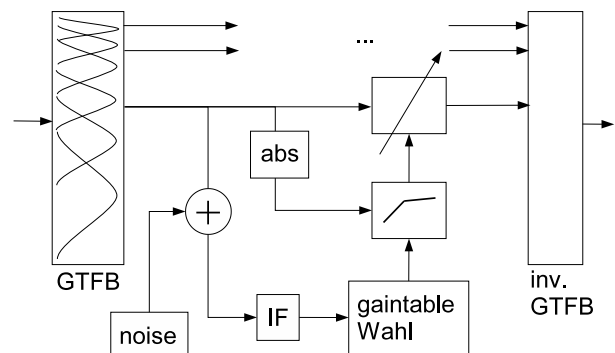 ...
abs
+
GTFB
noise
IF
gaintable
Wahl
inv.
GTFB